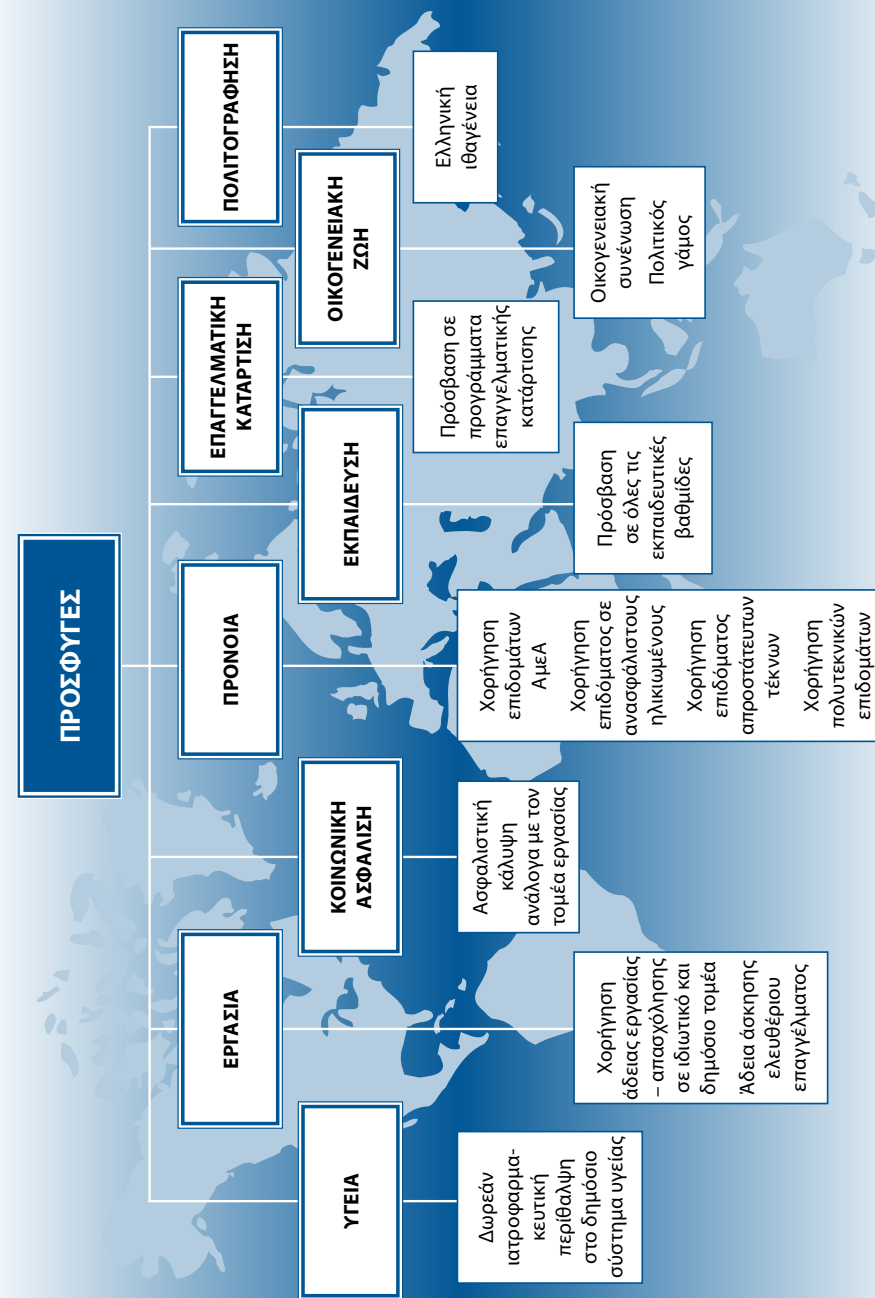 ΠΡΟΣΦΥΓΕΣ
ΥΓΕΙΑ
Δωρεάν
ιατροφαρμα-
κευτική
περίθαλψη
στο δημόσιο
σύστημα υγείας
ΕΡΓΑΣΙΑ
Χορήγηση
άδειας εργασίας
– απασχόλησης
σε ιδιωτικό και
δημόσιο τομέα
Άδεια άσκησης
ελευθέριου
επαγγέλματος
ΚΟΙΝΩΝΙΚΗ
ΑΣΦΑΛΙΣΗ
Ασφαλιστική
κάλυψη
ανάλογα με τον
τομέα εργασίας
ΠΡΟΝΟΙΑ
Χορήγηση
επιδομάτων
ΑμεΑ
Χορήγηση
επιδόματος σε
ανασφάλιστους
ηλικιωμένους
Χορήγηση
επιδόματος
απροστάτευτων
τέκνων
Χορήγηση
πολυτεκνικών
επιδομάτων
ΕΚΠΑΙΔΕΥΣΗ
Πρόσβαση
σε όλες τις
εκπαιδευτικές
βαθμίδες
ΕΠΑΓΓΕΛΜΑΤΙΚΗ
ΚΑΤΑΡΤΙΣΗ
Πρόσβαση σε
προγράμματα
επαγγελματικής
κατάρτισης
ΟΙΚΟΓΕΝΕΙΑΚΗ
ΖΩΗ
Οικογενειακή
συνένωση
Πολιτικός
γάμος
ΠΟΛΙΤΟΓΡΑΦΗΣΗ
Ελληνική
ιθαγένεια